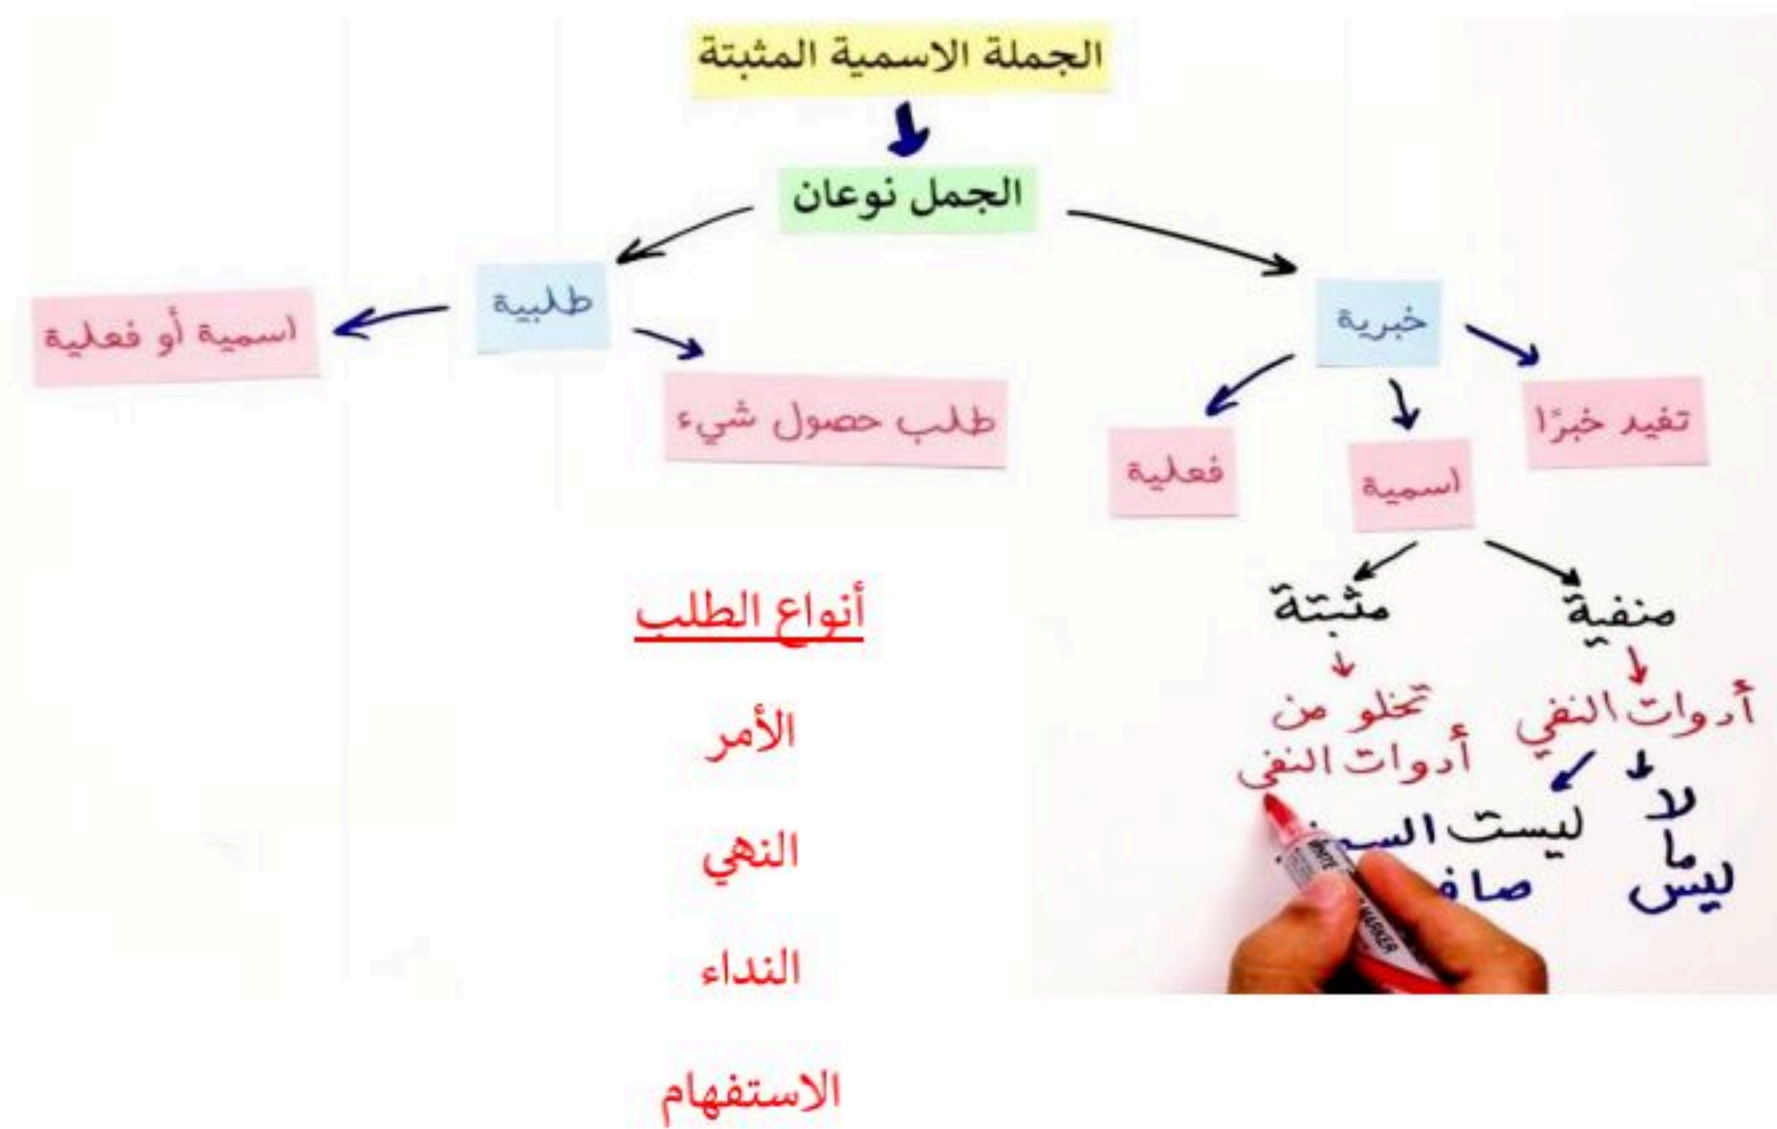 الجملة الاسمية المثبتة
الجمل نوعان
خبرية
طلبية
تفيد خبرًا
اسمية
فعلية
طلب حصول شيء
اسمية أو فعلية
منفية
مثبتة
أدوات النفي
تخلو من
أدوات النفي
لا
ما
ليس
ليست
أنواع الطلب
الأمر
النهي
النداء
الاستفهام